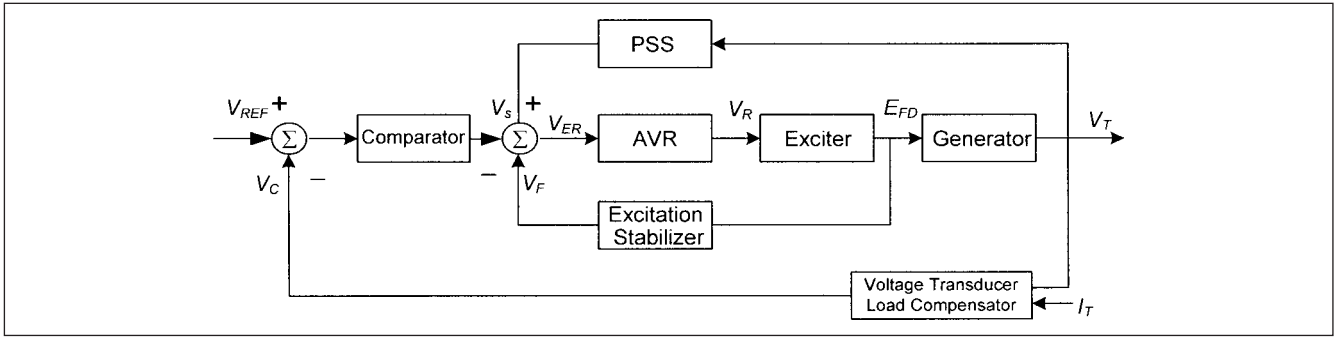 PSS
V_REF +
Σ
Comparator
V_s +
Σ
V_ER
AVR
V_R
Exciter
E_FD
Generator
V_T
V_C −
− V_F
Excitation
Stabilizer
Voltage Transducer
Load Compensator
I_T